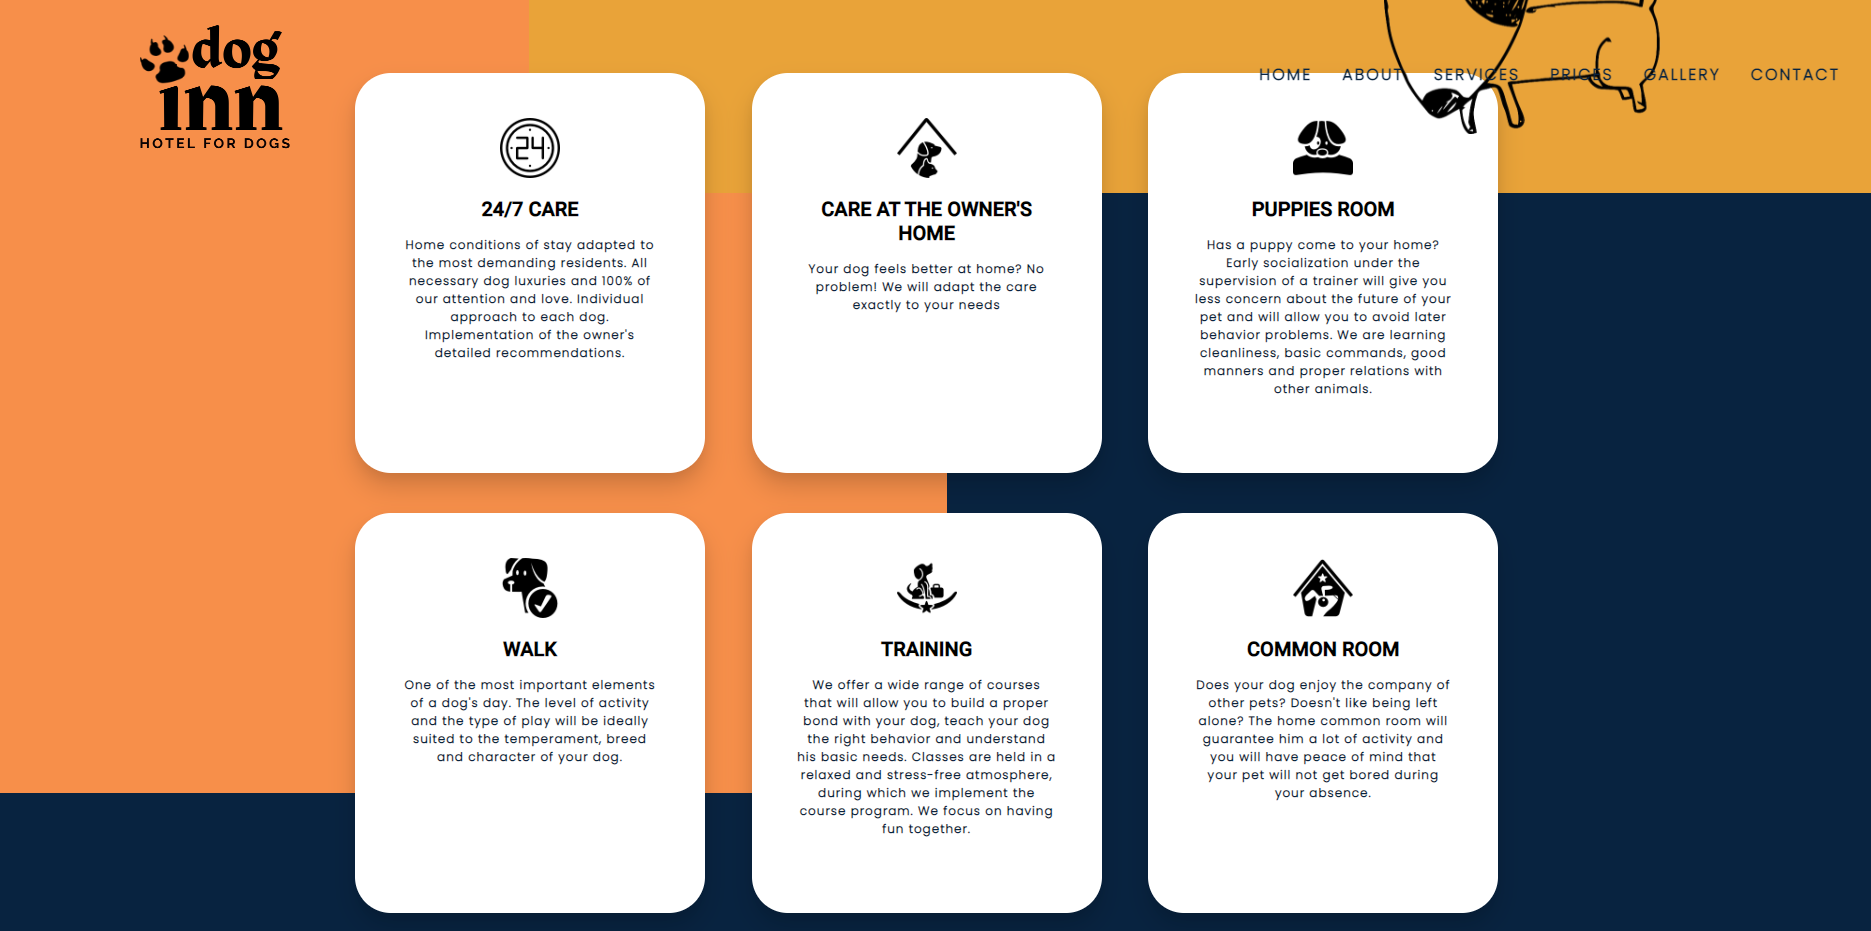 dog
inn
HOTEL FOR DOGS
HOME ABOUT SERVICES PRICES GALLERY CONTACT
24
24/7 CARE
Home conditions of stay adapted to
the most demanding residents. All
necessary dog luxuries and 100% of
our attention and love. Individual
approach to each dog.
Implementation of the owner's
detailed recommendations.
CARE AT THE OWNER'S
HOME
Your dog feels better at home? No
problem! We will adapt the care
exactly to your needs
PUPPIES ROOM
Has a puppy come to your home?
Early socialization under the
supervision of a trainer will give you
less concern about the future of your
pet and will allow you to avoid later
behavior problems. We are learning
cleanliness, basic commands, good
manners and proper relations with
other animals.
WALK
One of the most important elements
of a dog's day. The level of activity
and the type of play will be ideally
suited to the temperament, breed
and character of your dog.
TRAINING
We offer a wide range of courses
that will allow you to build a proper
bond with your dog, teach your dog
the right behavior and understand
his basic needs. Classes are held in a
relaxed and stress-free atmosphere,
during which we implement the
course program. We focus on having
fun together.
COMMON ROOM
Does your dog enjoy the company of
other pets? Doesn't like being left
alone? The home common room will
guarantee him a lot of activity and
you will have peace of mind that
your pet will not get bored during
your absence.